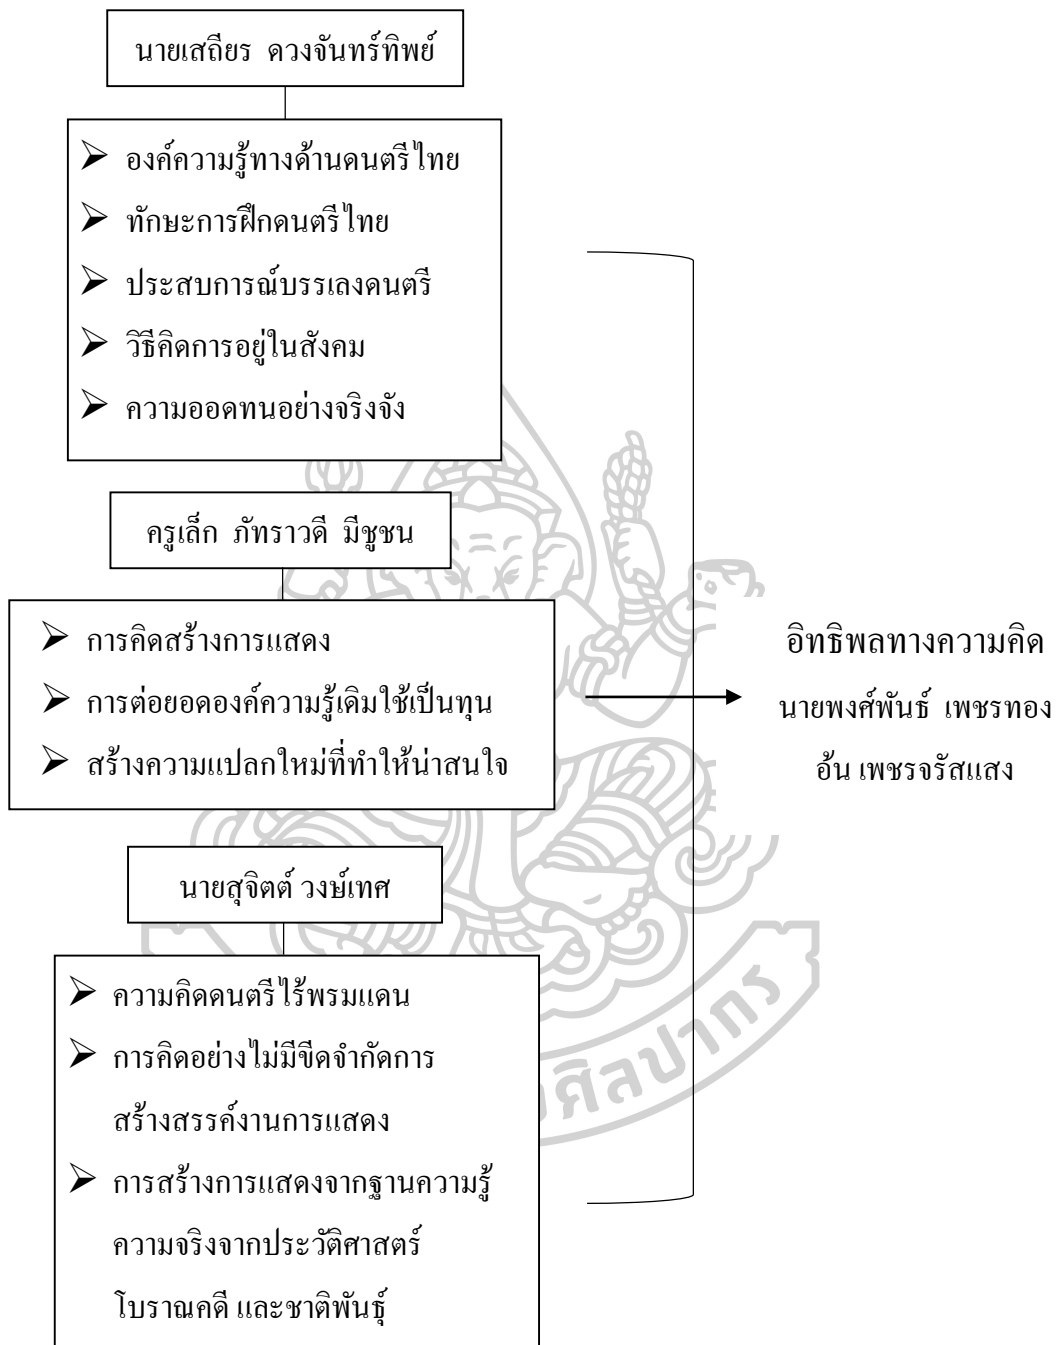 นายเสถียร ดวงจันทร์ทิพย์
องค์ความรู้ทางด้านดนตรีไทย
ทักษะการฝึกดนตรีไทย
ประสบการณ์บรรเลงดนตรี
วิธีคิดการอยู่ในสังคม
ความออดทนอย่างจริงจัง
ครูเล็ก ภัทราวดี มีชูชน
การคิดสร้างการแสดง
การต่อยอดองค์ความรู้เดิมใช้เป็นทุน
สร้างความแปลกใหม่ที่ทำให้น่าสนใจ
อิทธิพลทางความคิด
นายพงศ์พันธ์ เพชรทอง
อ้น เพชรจรัสแสง
นายสุจิตต์ วงษ์เทศ
ความคิดดนตรีไร้พรมแดน
การคิดอย่างไม่มีขีดจำกัดการ
สร้างสรรค์งานการแสดง
การสร้างการแสดงจากฐานความรู้
ความจริงจากประวัติศาสตร์
โบราณคดี และชาติพันธุ์
ศิลปากร